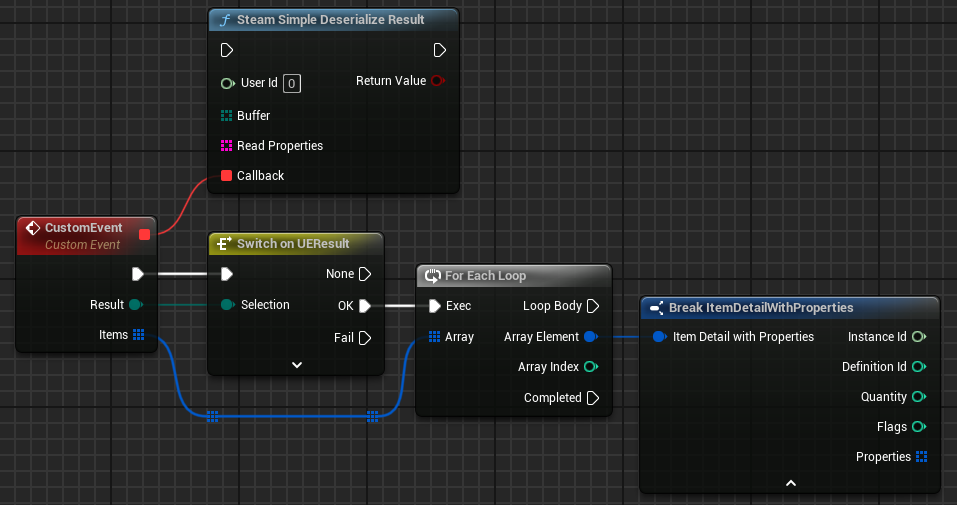 Steam Simple Deserialize Result
User Id 0
Return Value
Buffer
Read Properties
Callback
CustomEvent
Custom Event
Result
Items
Switch on UEResult
None
Selection
OK
Fail
For Each Loop
Exec
Loop Body
Array
Array Element
Array Index
Completed
Break ItemDetailWithProperties
Item Detail with Properties
Instance Id
Definition Id
Quantity
Flags
Properties